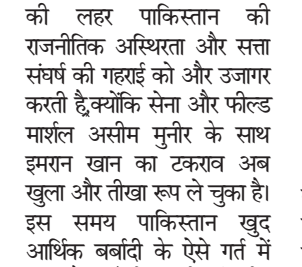 की लहर पाकिस्तान की
राजनीतिक अस्थिरता और सत्ता
संघर्ष की गहराई को और उजागर
करती है,क्योंकि सेना और फील्ड
मार्शल असीम मुनीर के साथ
इमरान खान का टकराव अब
खुला और तीखा रूप ले चुका है।
इस समय पाकिस्तान खुद
आर्थिक बर्बादी के ऐसे गर्त में